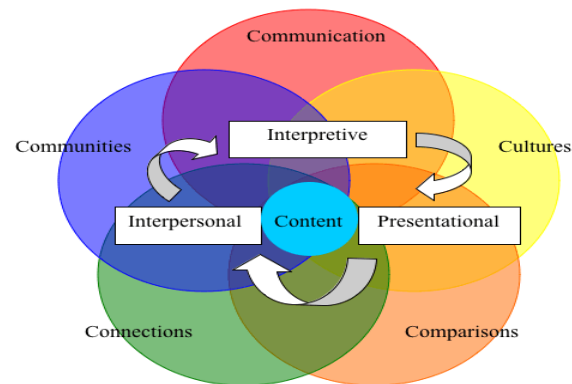 Communication
Interpretive
Communities
Cultures
Interpersonal
Content
Presentational
Connections
Comparisons